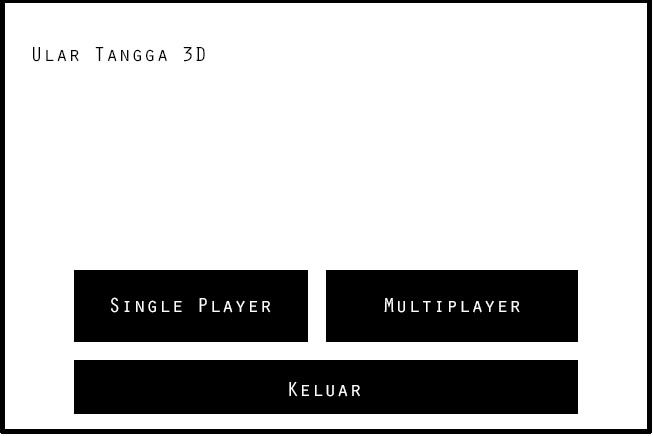 Ular Tangga 3D
Single Player
Multiplayer
Keluar